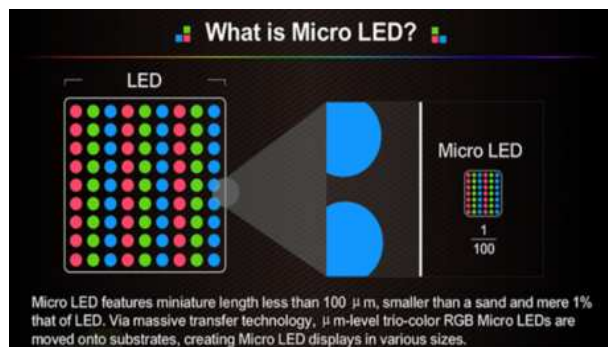 What is Micro LED?
LED
Micro LED
1
100
Micro LED features miniature length less than 100 μm, smaller than a sand and mere 1%
that of LED. Via massive transfer technology, μm-level trio-color RGB Micro LEDs are
moved onto substrates, creating Micro LED displays in various sizes.